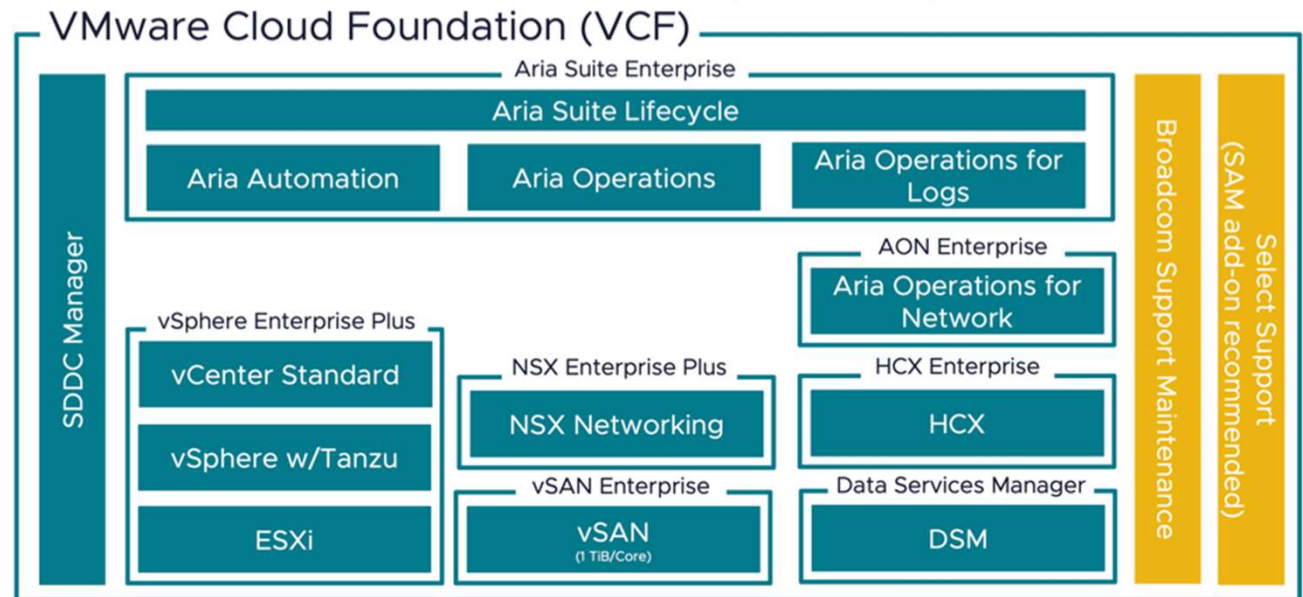 VMware Cloud Foundation (VCF)
SDDC Manager
Aria Suite Enterprise
Aria Suite Lifecycle
Aria Automation
Aria Operations
Aria Operations for
Logs
AON Enterprise
Aria Operations for
Network
vSphere Enterprise Plus
vCenter Standard
vSphere w/Tanzu
ESXi
NSX Enterprise Plus
NSX Networking
vSAN Enterprise
vSAN
(1 TiB/Core)
HCX Enterprise
HCX
Data Services Manager
DSM
Broadcom Support Maintenance
Select Support
(SAM add-on recommended)